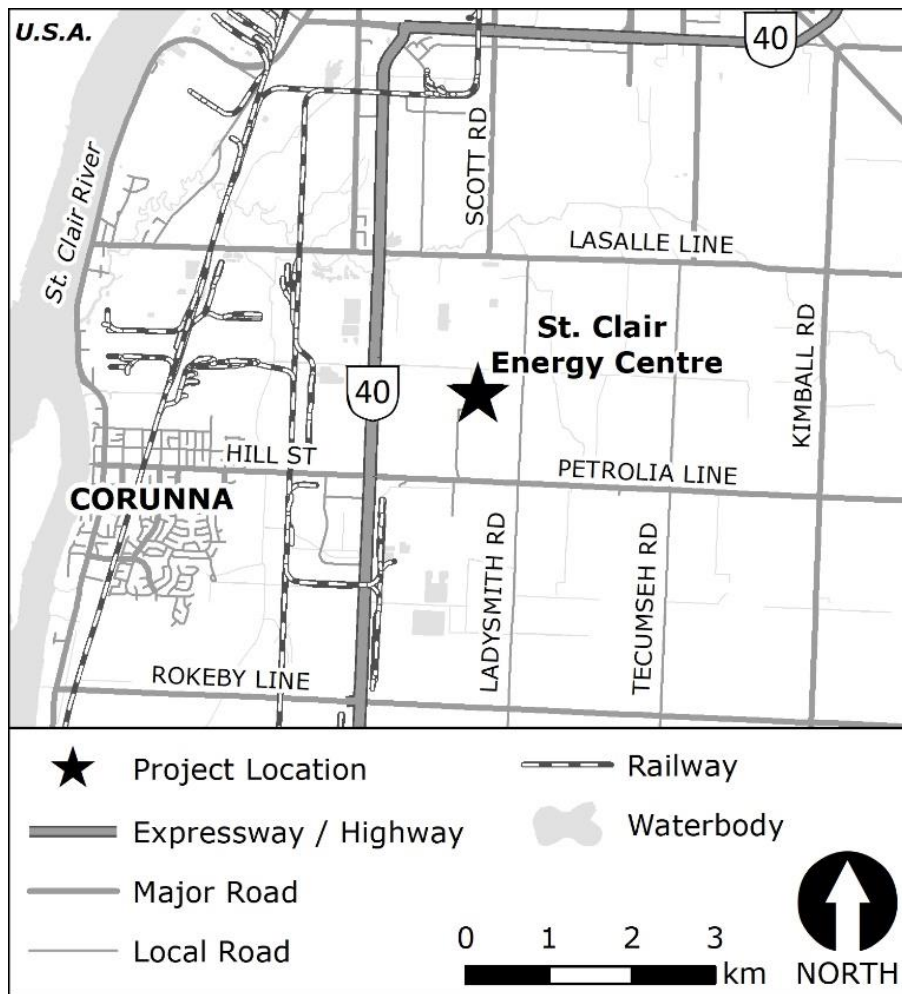 U.S.A.
40
St. Clair River
SCOTT RD
LASALLE LINE
St. Clair
Energy Centre
KIMBALL RD
40
HILL ST
PETROLIA LINE
CORUNNA
LADYSMITH RD
TECUMSEH RD
ROKEBY LINE
Project Location
Railway
Expressway / Highway
Waterbody
Major Road
Local Road
0 1 2 3
km
NORTH